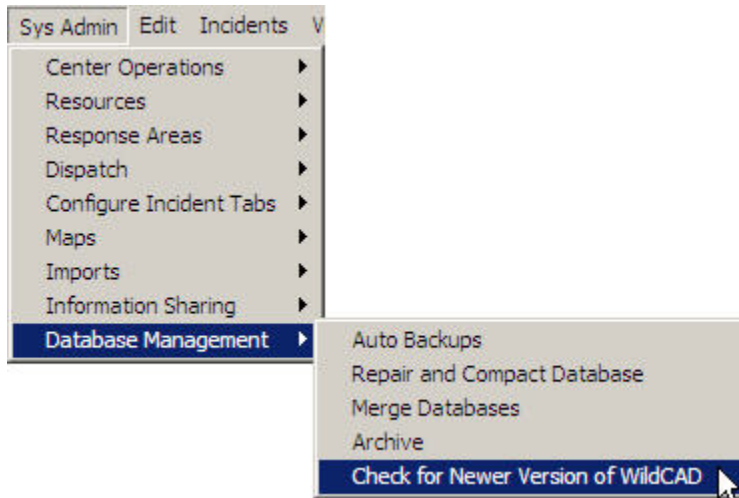 Sys Admin Edit Incidents
Center Operations
Resources
Response Areas
Dispatch
Configure Incident Tabs
Maps
Imports
Information Sharing
Database Management
Auto Backups
Repair and Compact Database
Merge Databases
Archive
Check for Newer Version of WildCAD